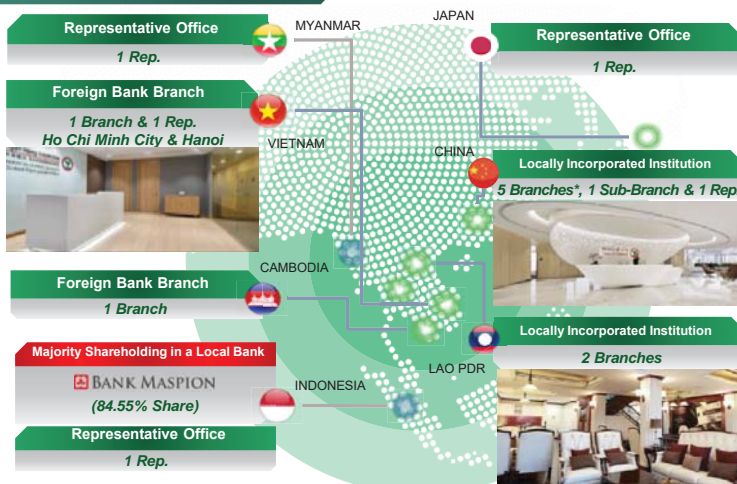 Representative Office
1 Rep.
MYANMAR
JAPAN
Representative Office
1 Rep.
Foreign Bank Branch
1 Branch & 1 Rep.
Ho Chi Minh City & Hanoi
VIETNAM
CHINA
Locally Incorporated Institution
5 Branches*, 1 Sub-Branch & 1 Rep
CAMBODIA
Foreign Bank Branch
1 Branch
LAO PDR
Locally Incorporated Institution
2 Branches
Majority Shareholding in a Local Bank
BANK MASPION
(84.55% Share)
INDONESIA
Representative Office
1 Rep.